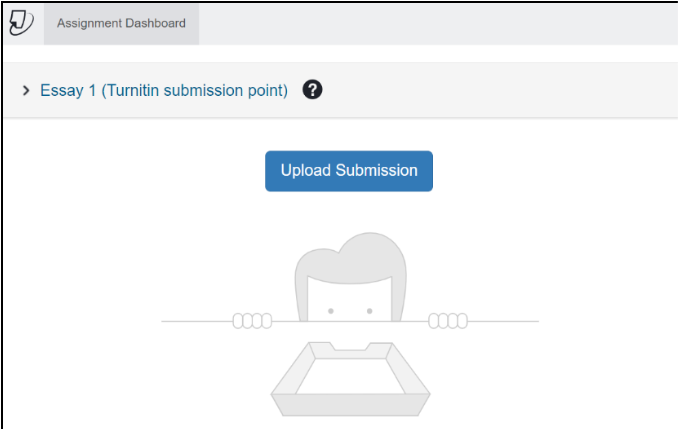 Assignment Dashboard
Essay 1 (Turnitin submission point) ?
Upload Submission